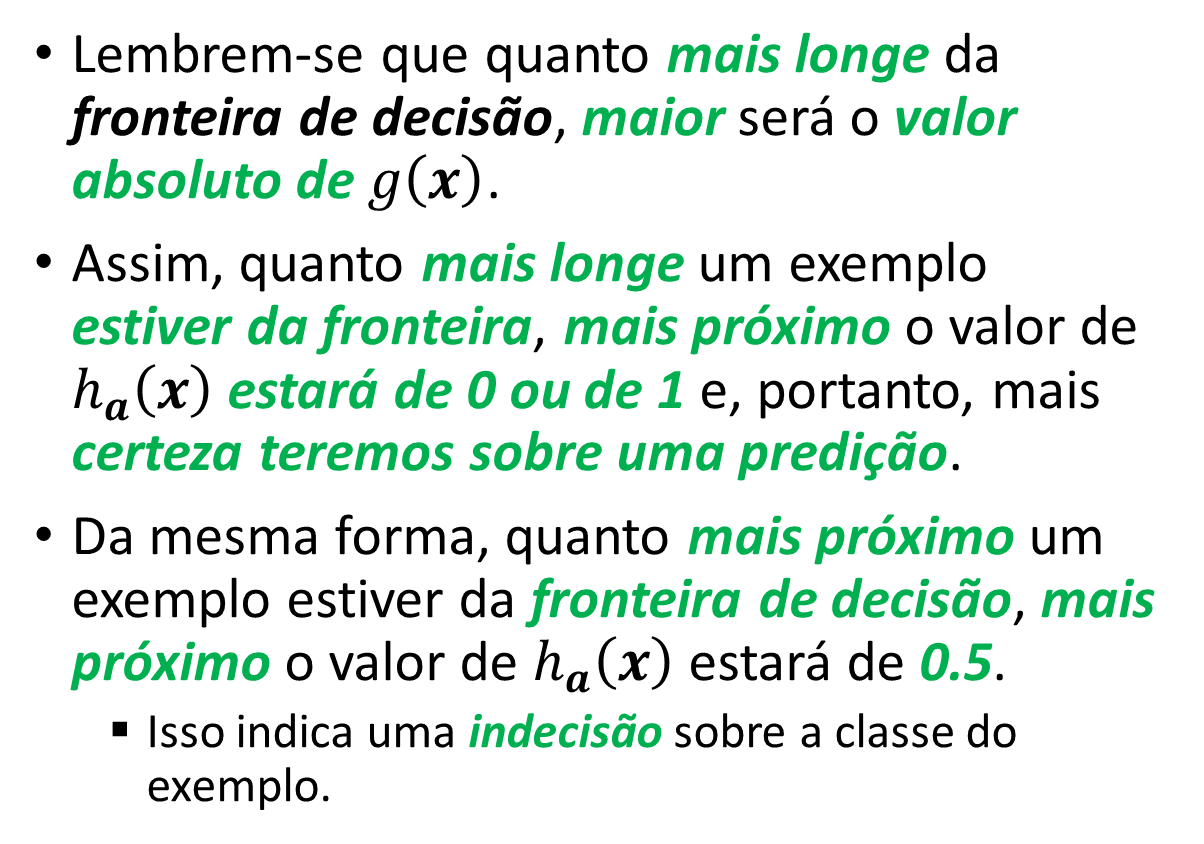 • Lembrem-se que quanto mais longe da
fronteira de decisão, maior será o valor
absoluto de g(x).
• Assim, quanto mais longe um exemplo
estiver da fronteira, mais próximo o valor de
hₐ(x) estará de 0 ou de 1 e, portanto, mais
certeza teremos sobre uma predição.
• Da mesma forma, quanto mais próximo um
exemplo estiver da fronteira de decisão, mais
próximo o valor de hₐ(x) estará de 0.5.
▪ Isso indica uma indecisão sobre a classe do
exemplo.